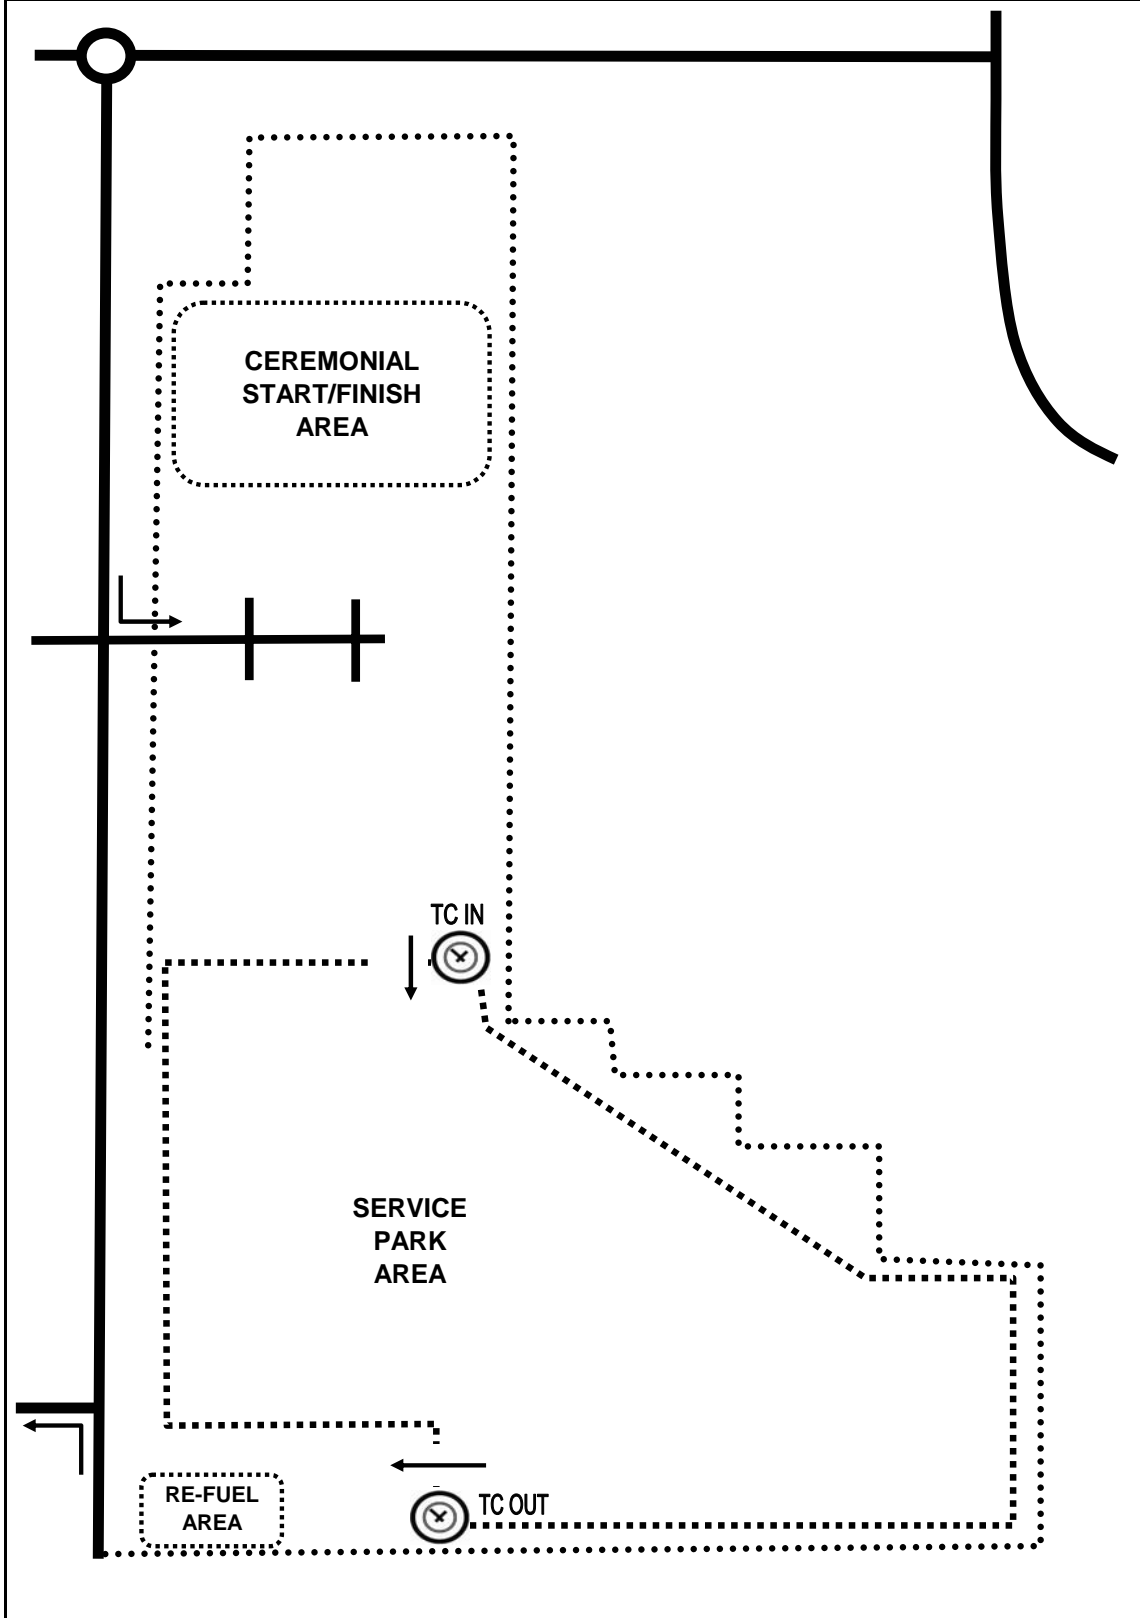 CEREMONIAL
START/FINISH
AREA
TC IN
SERVICE
PARK
AREA
RE-FUEL
AREA
TC OUT